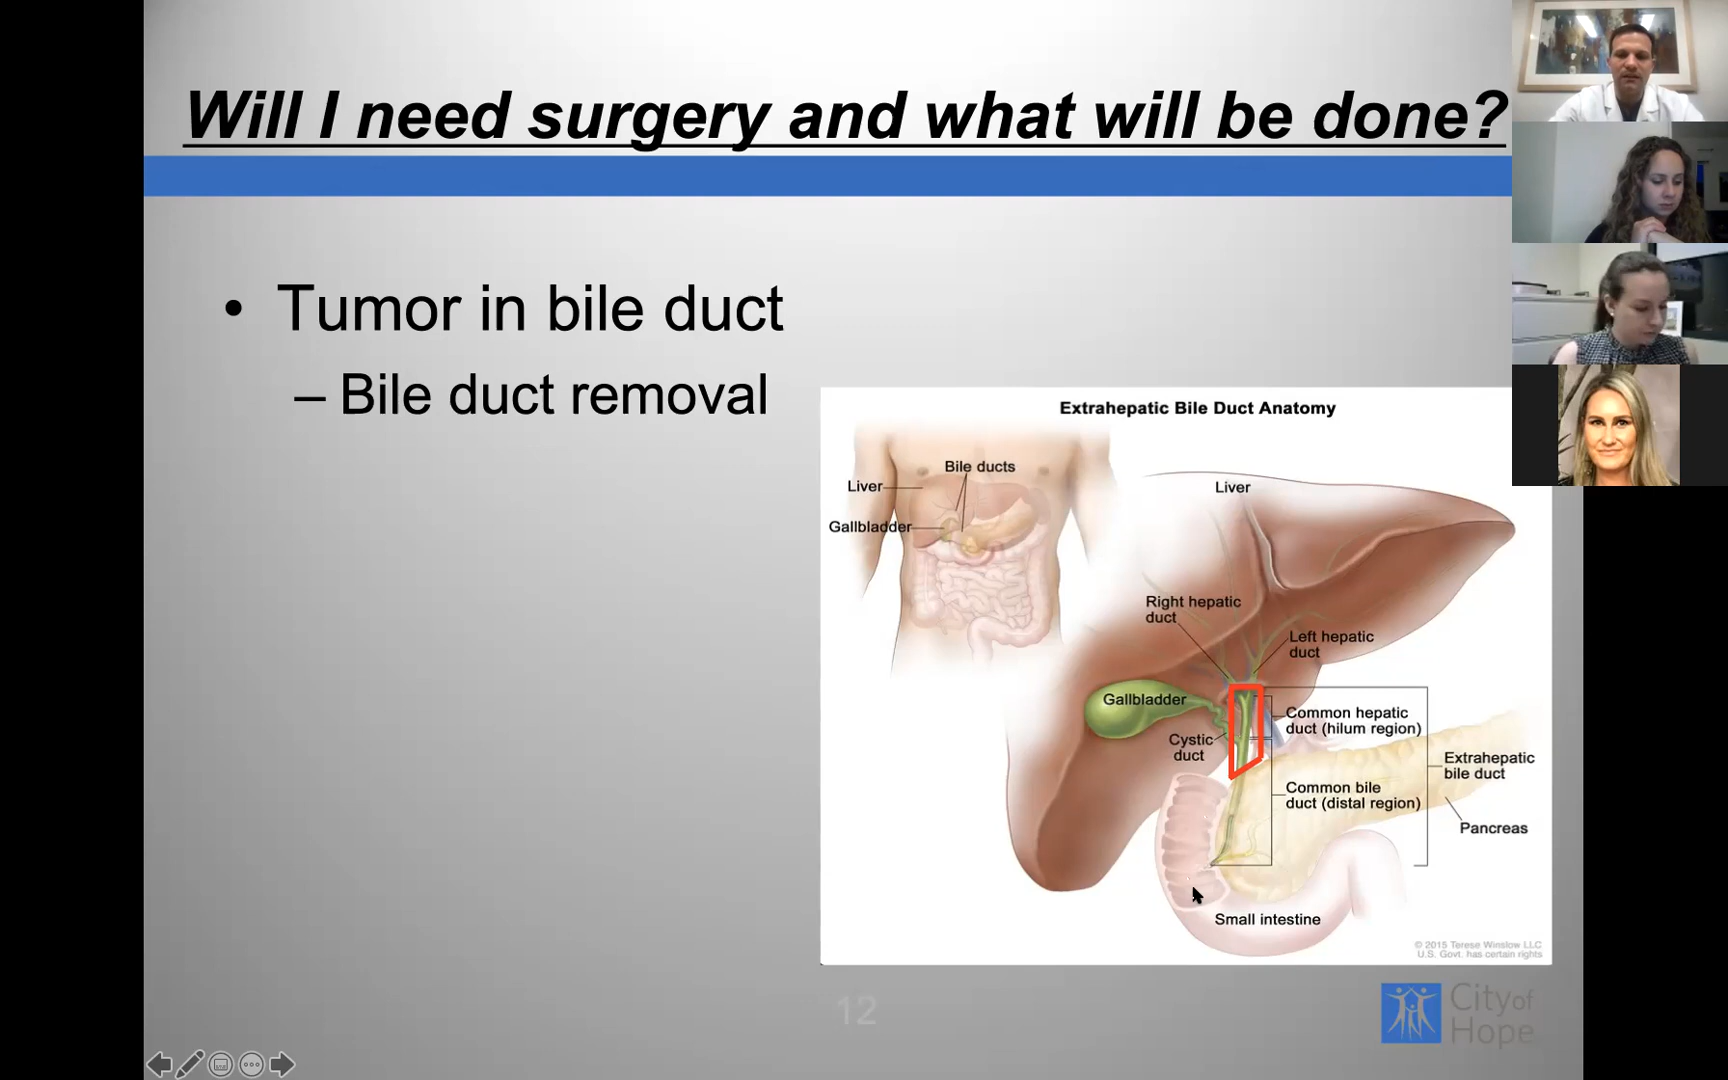 Will I need surgery and what will be done?
• Tumor in bile duct
– Bile duct removal
Extrahepatic Bile Duct Anatomy
Bile ducts
Liver
Gallbladder
Liver
Right hepatic
duct
Left hepatic
duct
Gallbladder
Cystic
duct
Common hepatic
duct (hilum region)
Common bile
duct (distal region)
Extrahepatic
bile duct
Pancreas
Small intestine
© 2015 Terese Winslow LLC
U.S. Govt. has certain rights
12
City of
Hope